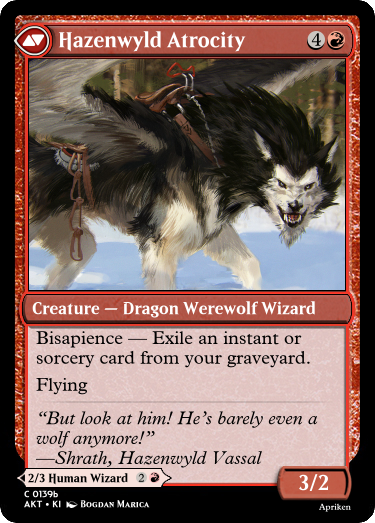 Hazenwyld Atrocity 4
Creature — Dragon Werewolf Wizard
Bisapience — Exile an instant or
sorcery card from your graveyard.
Flying
“But look at him! He’s barely even a
wolf anymore!”
—Shrath, Hazenwyld Vassal
2/3 Human Wizard 2
3/2
C 0139b
AKT • KI BOGDAN MARICA
Apriken